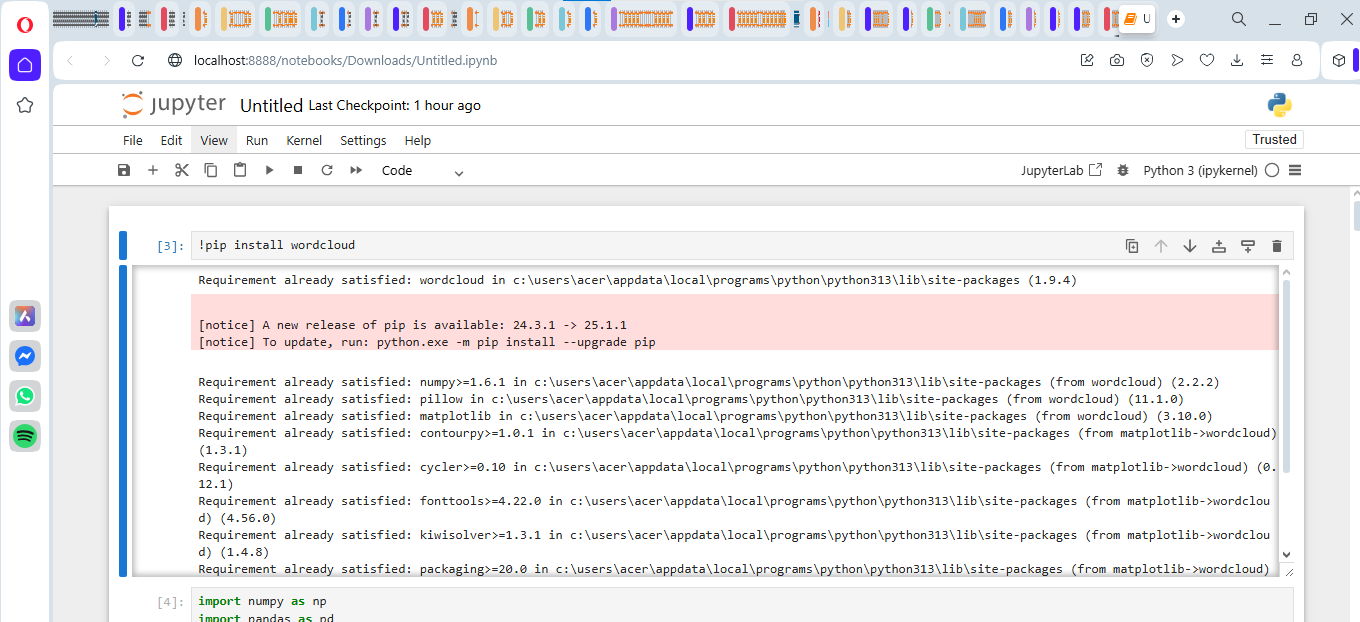 U
localhost:8888/notebooks/Downloads/Untitled.ipynb
jupyter Untitled Last Checkpoint: 1 hour ago
File Edit View Run Kernel Settings Help
Trusted
Code
JupyterLab Python 3 (ipykernel)
[3]: !pip install wordcloud
Requirement already satisfied: wordcloud in c:\users\acer\appdata\local\programs\python\python313\lib\site-packages (1.9.4)
[notice] A new release of pip is available: 24.3.1 -> 25.1.1
[notice] To update, run: python.exe -m pip install --upgrade pip
Requirement already satisfied: numpy>=1.6.1 in c:\users\acer\appdata\local\programs\python\python313\lib\site-packages (from wordcloud) (2.2.2)
Requirement already satisfied: pillow in c:\users\acer\appdata\local\programs\python\python313\lib\site-packages (from wordcloud) (11.1.0)
Requirement already satisfied: matplotlib in c:\users\acer\appdata\local\programs\python\python313\lib\site-packages (from wordcloud) (3.10.0)
Requirement already satisfied: contourpy>=1.0.1 in c:\users\acer\appdata\local\programs\python\python313\lib\site-packages (from matplotlib->wordcloud)
(1.3.1)
Requirement already satisfied: cycler>=0.10 in c:\users\acer\appdata\local\programs\python\python313\lib\site-packages (from matplotlib->wordcloud) (0.
12.1)
Requirement already satisfied: fonttools>=4.22.0 in c:\users\acer\appdata\local\programs\python\python313\lib\site-packages (from matplotlib->wordclou
d) (4.56.0)
Requirement already satisfied: kiwisolver>=1.3.1 in c:\users\acer\appdata\local\programs\python\python313\lib\site-packages (from matplotlib->wordclou
d) (1.4.8)
Requirement already satisfied: packaging>=20.0 in c:\users\acer\appdata\local\programs\python\python313\lib\site-packages (from matplotlib->wordcloud)
[4]: import numpy as np
import pandas as pd